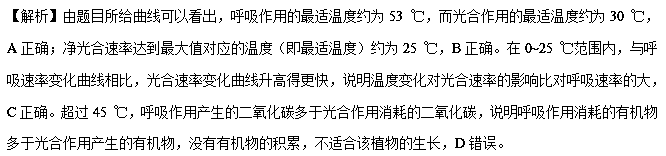 【解析】由题目所给曲线可以看出，呼吸作用的最适温度约为 53 ℃，而光合作用的最适温度约为 30 ℃，
A 正确；净光合速率达到最大值对应的温度（即最适温度）约为 25 ℃，B 正确。在 0~25 ℃范围内，与呼
吸速率变化曲线相比，光合速率变化曲线升高得更快，说明温度变化对光合速率的影响比对呼吸速率的大，
C 正确。超过 45 ℃，呼吸作用产生的二氧化碳多于光合作用消耗的二氧化碳，说明呼吸作用消耗的有机物
多于光合作用产生的有机物，没有有机物的积累，不适合该植物的生长，D 错误。